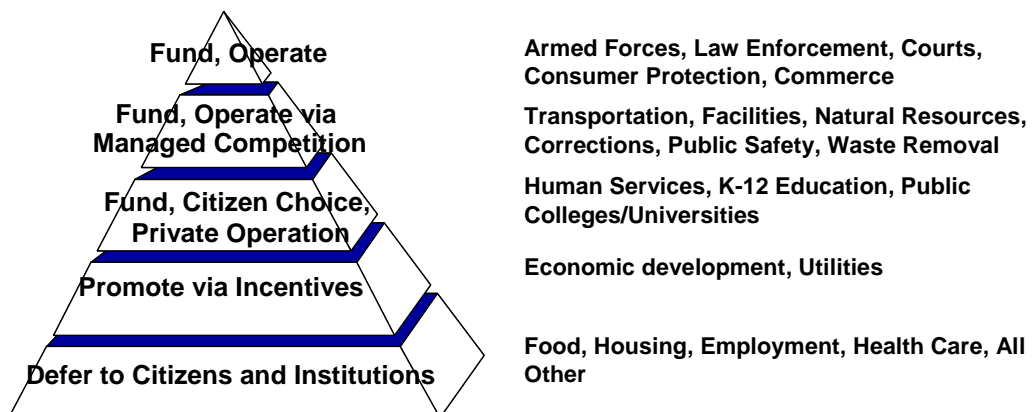 Fund, Operate
Armed Forces, Law Enforcement, Courts,
Consumer Protection, Commerce
Fund, Operate via
Managed Competition
Transportation, Facilities, Natural Resources,
Corrections, Public Safety, Waste Removal
Fund, Citizen Choice,
Private Operation
Human Services, K-12 Education, Public
Colleges/Universities
Promote via Incentives
Economic development, Utilities
Defer to Citizens and Institutions
Food, Housing, Employment, Health Care, All
Other